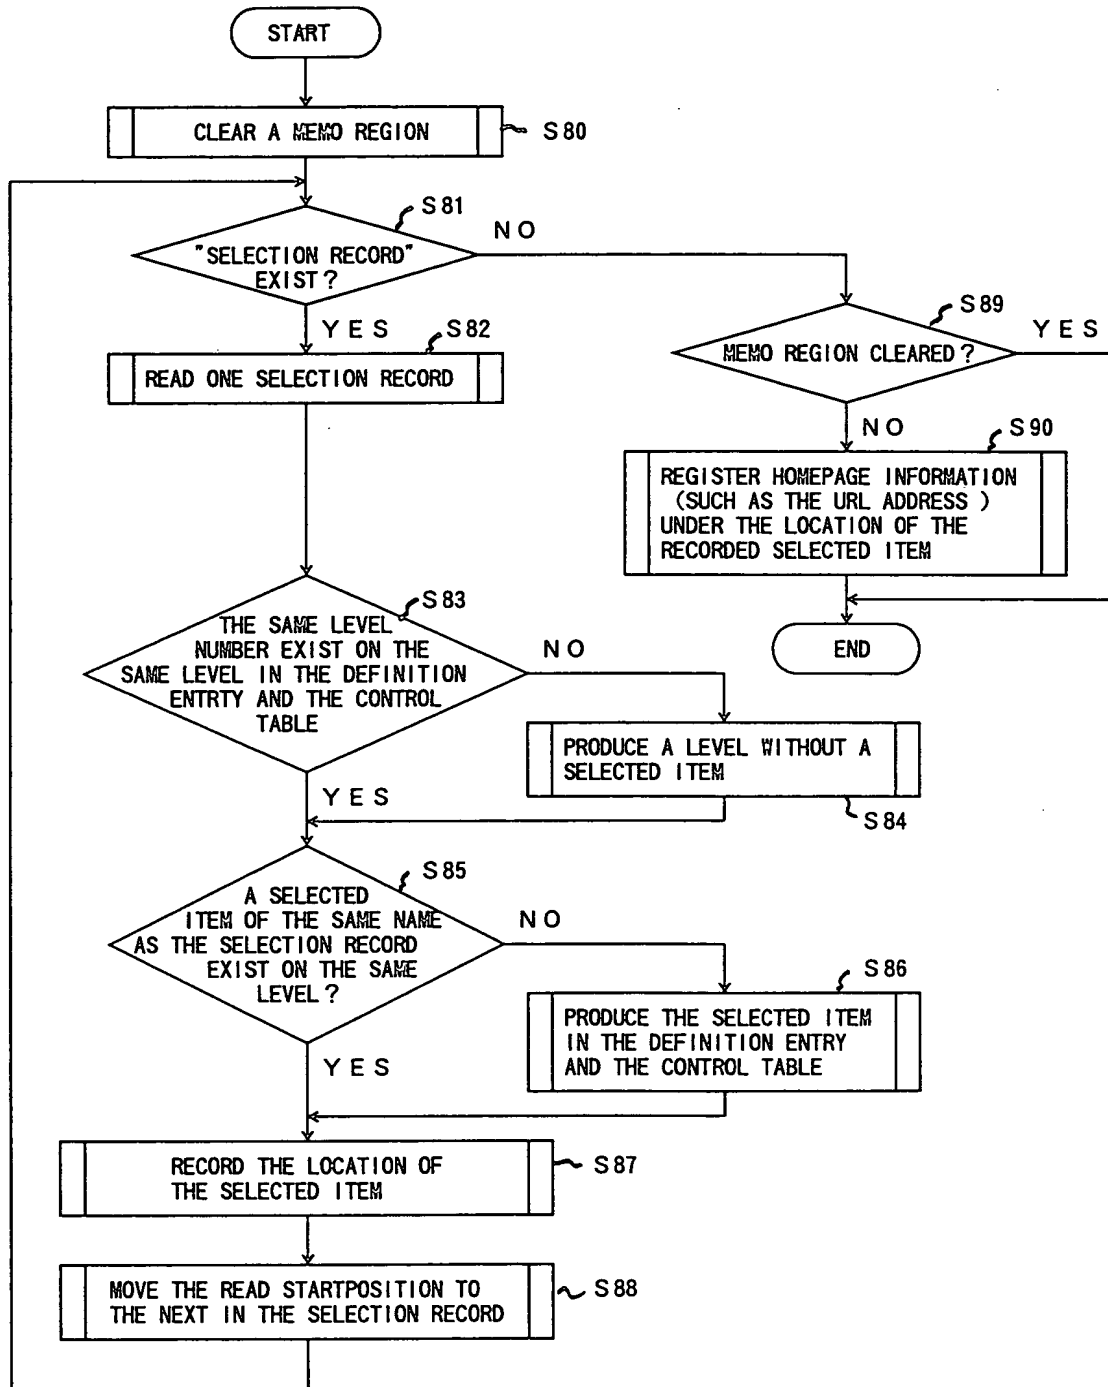 START
CLEAR A MEMO REGION
S80
S81
"SELECTION RECORD"
EXIST?
NO
YES
S82
READ ONE SELECTION RECORD
S89
MEMO REGION CLEARED?
YES
NO
S90
REGISTER HOMEPAGE INFORMATION
(SUCH AS THE URL ADDRESS )
UNDER THE LOCATION OF THE
RECORDED SELECTED ITEM
END
S83
THE SAME LEVEL
NUMBER EXIST ON THE
SAME LEVEL IN THE DEFINITION
ENTRTY AND THE CONTROL
TABLE
NO
YES
PRODUCE A LEVEL WITHOUT A
SELECTED ITEM
S84
S85
A SELECTED
ITEM OF THE SAME NAME
AS THE SELECTION RECORD
EXIST ON THE SAME
LEVEL?
NO
YES
S86
PRODUCE THE SELECTED ITEM
IN THE DEFINITION ENTRY
AND THE CONTROL TABLE
RECORD THE LOCATION OF
THE SELECTED ITEM
S87
MOVE THE READ STARTPOSITION TO
THE NEXT IN THE SELECTION RECORD
S88